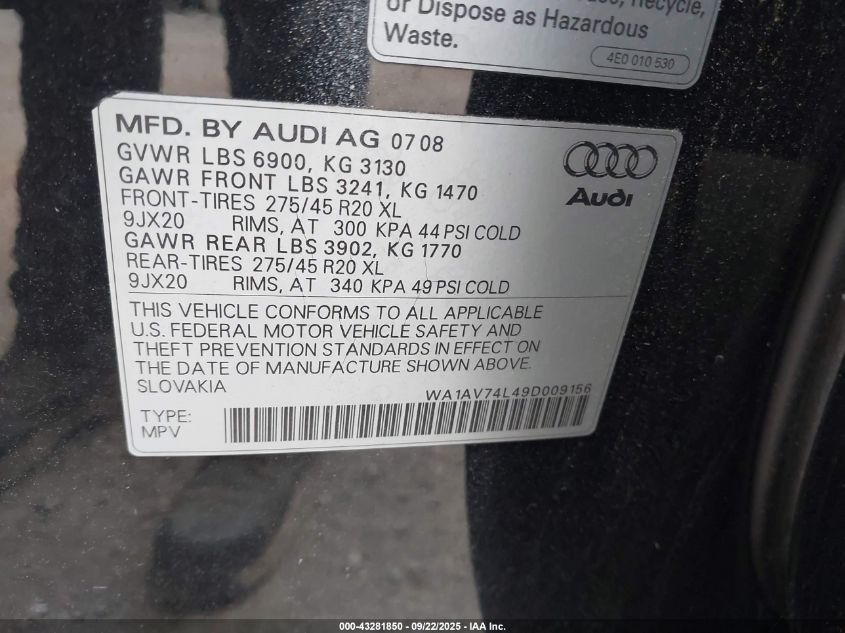 Recycle,
or Dispose as Hazardous
Waste.
4E0 010 530
MFD. BY AUDI AG 07 08
GVWR LBS 6900, KG 3130
GAWR FRONT LBS 3241, KG 1470
FRONT-TIRES 275/45 R20 XL
9JX20 RIMS, AT 300 KPA 44 PSI COLD
GAWR REAR LBS 3902, KG 1770
REAR-TIRES 275/45 R20 XL
9JX20 RIMS, AT 340 KPA 49 PSI COLD
Audi
THIS VEHICLE CONFORMS TO ALL APPLICABLE
U.S. FEDERAL MOTOR VEHICLE SAFETY AND
THEFT PREVENTION STANDARDS IN EFFECT ON
THE DATE OF MANUFACTURE SHOWN ABOVE.
SLOVAKIA
WA1AV74L49D009156
TYPE:
MPV
000-43281850 - 09/22/2025 - IAA Inc.